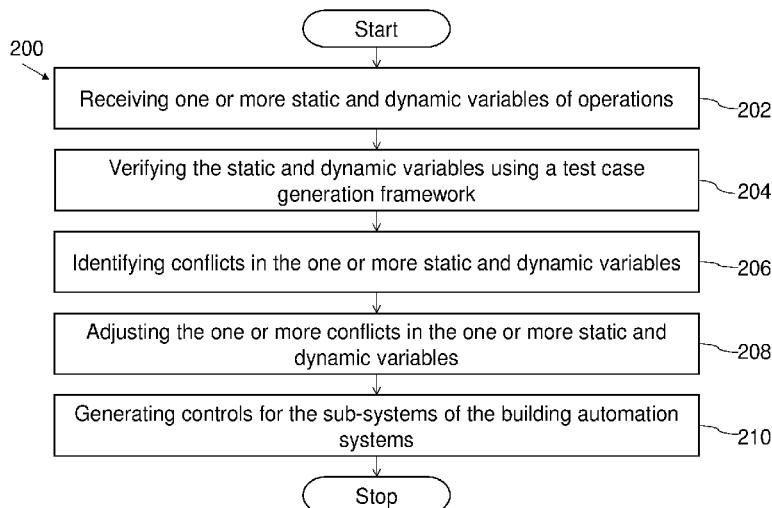 Start
200
Receiving one or more static and dynamic variables of operations
202
Verifying the static and dynamic variables using a test case
generation framework
204
Identifying conflicts in the one or more static and dynamic variables
206
Adjusting the one or more conflicts in the one or more static and
dynamic variables
208
Generating controls for the sub-systems of the building automation
systems
210
Stop